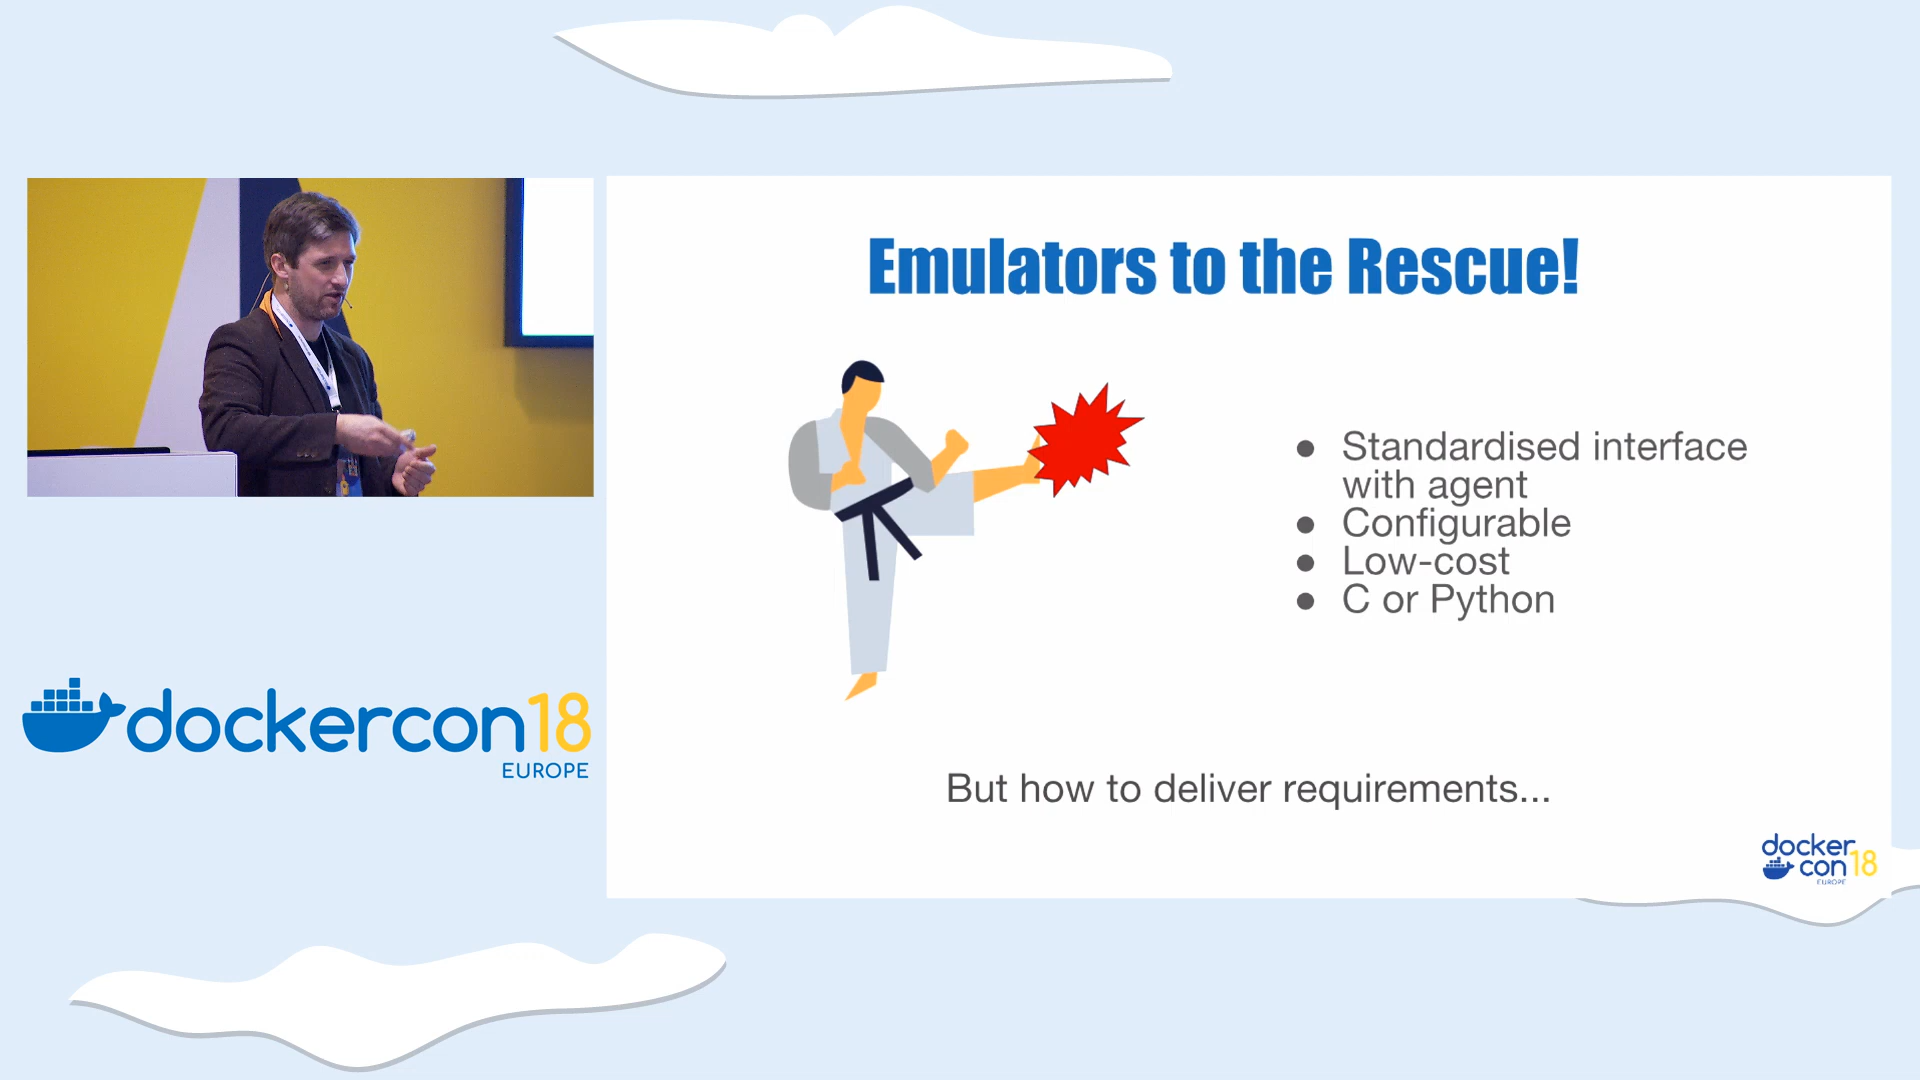 Emulators to the Rescue!
● Standardised interface
with agent
● Configurable
● Low-cost
● C or Python
But how to deliver requirements...
dockercon18
EUROPE
docker
con18
EUROPE